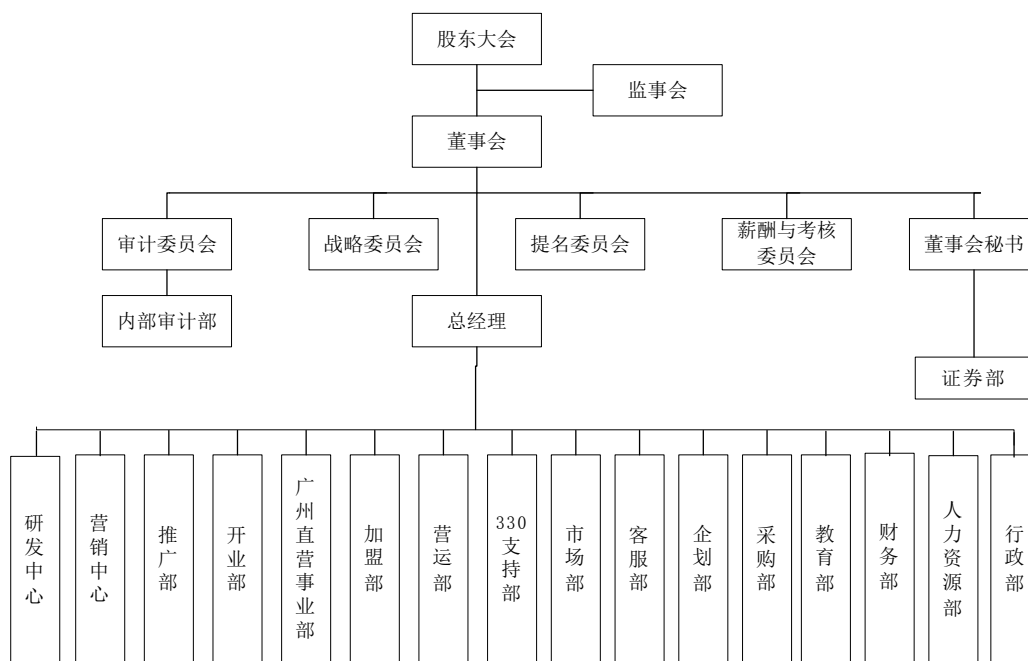 股东大会
监事会
董事会
审计委员会
战略委员会
提名委员会
薪酬与考核
委员会
董事会秘书
内部审计部
总经理
证券部
研发中心
营销中心
推广部
开业部
广州直营事业部
加盟部
营运部
330
支持部
市场部
客服部
企划部
采购部
教育部
财务部
人力资源部
行政部